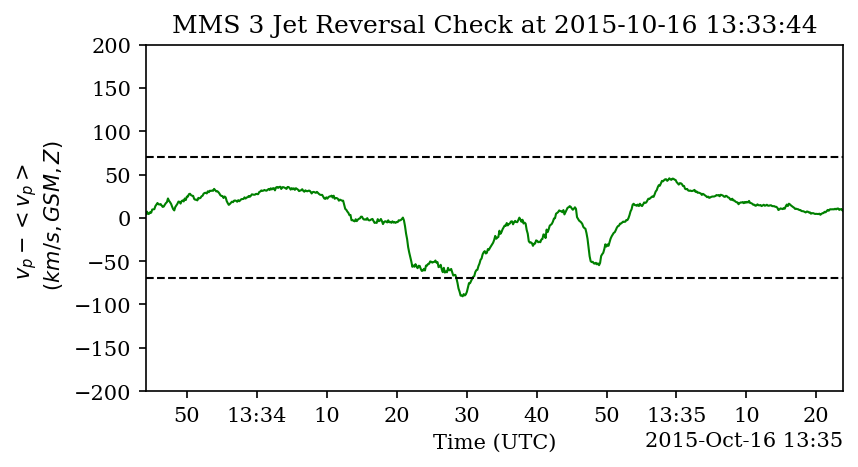 MMS 3 Jet Reversal Check at 2015-10-16 13:33:44
200
150
100
50
0
−50
−100
−150
−200
v_p − < v_p >
(km/s, GSM, Z)
50 13:34 10 20 30 40 50 13:35 10 20
Time (UTC)
2015-Oct-16 13:35